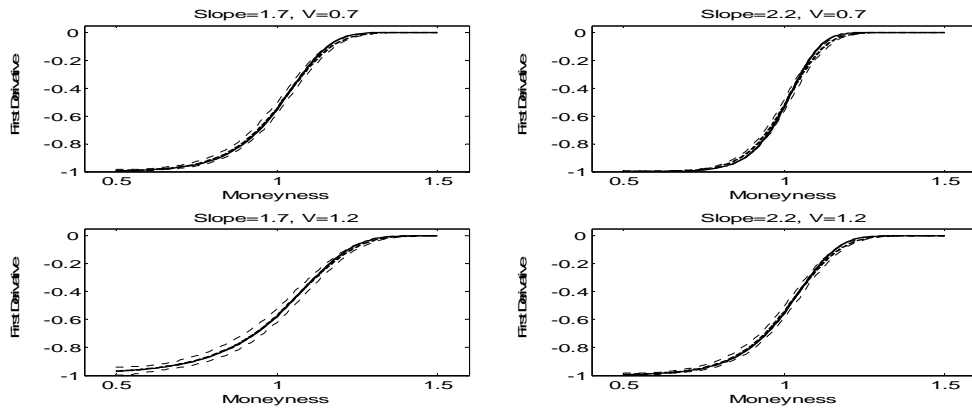 Slope=1.7, V=0.7
0
-0.2
-0.4
-0.6
-0.8
-1
First Derivative
0.5 1 1.5
Moneyness
Slope=2.2, V=0.7
0
-0.2
-0.4
-0.6
-0.8
-1
First Derivative
0.5 1 1.5
Moneyness
Slope=1.7, V=1.2
0
-0.2
-0.4
-0.6
-0.8
-1
First Derivative
0.5 1 1.5
Moneyness
Slope=2.2, V=1.2
0
-0.2
-0.4
-0.6
-0.8
-1
First Derivative
0.5 1 1.5
Moneyness